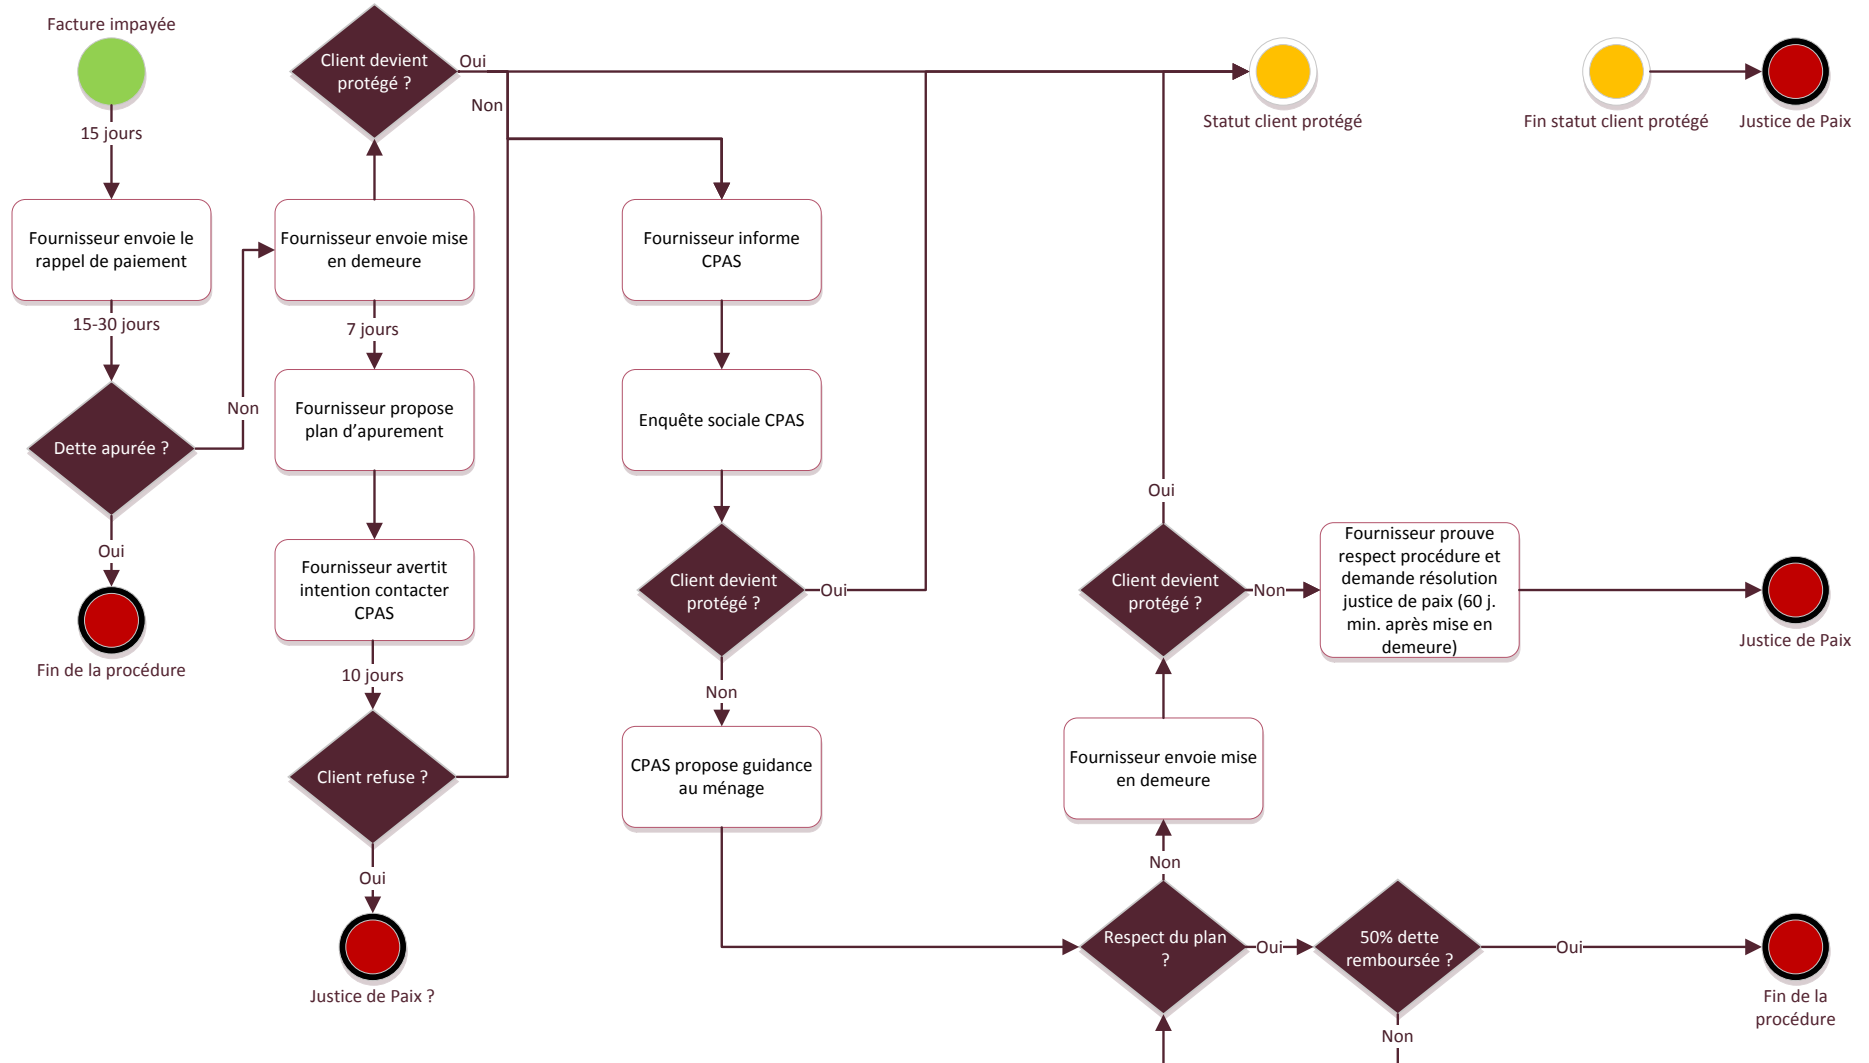 Facture impayée
15 jours
Fournisseur envoie le
rappel de paiement
15-30 jours
Dette apurée ?
Non
Oui
Fin de la procédure
Client devient
protégé ?
Oui
Non
Fournisseur envoie mise
en demeure
7 jours
Fournisseur propose
plan d’apurement
Fournisseur avertit
intention contacter
CPAS
10 jours
Client refuse ?
Oui
Justice de Paix ?
Fournisseur informe
CPAS
Enquête sociale CPAS
Client devient
protégé ?
Oui
Non
CPAS propose guidance
au ménage
Respect du plan
?
Non
Oui
Fournisseur envoie mise
en demeure
Client devient
protégé ?
Oui
Non
Fournisseur prouve
respect procédure et
demande résolution
justice de paix (60 j.
min. après mise en
demeure)
Justice de Paix
50% dette
remboursée ?
Oui
Non
Fin de la
procédure
Statut client protégé
Fin statut client protégé
Justice de Paix